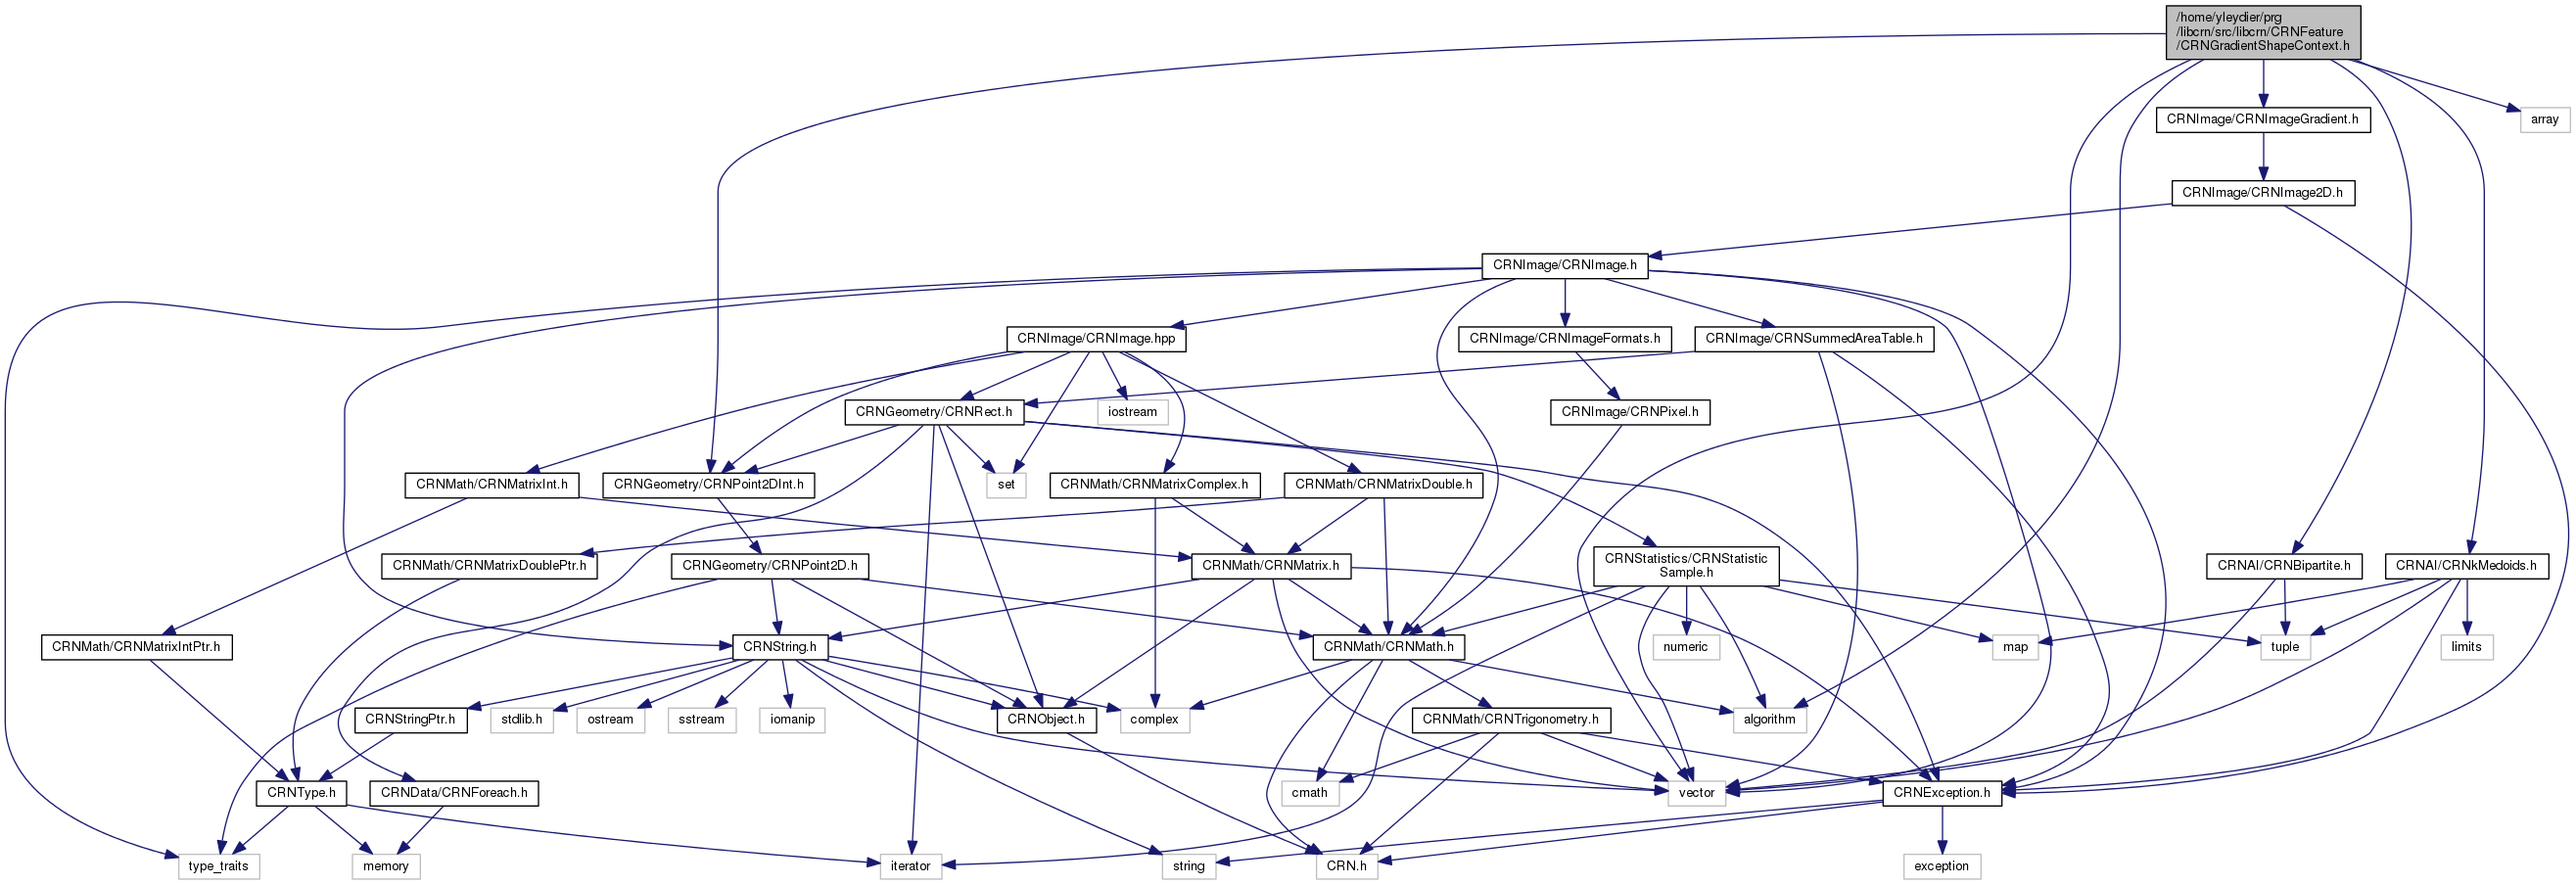 /home/yleydier/prg
/libcrn/src/libcrn/CRNFeature
/CRNGradientShapeContext.h
CRNImage/CRNImageGradient.h
array
CRNImage/CRNImage2D.h
CRNImage/CRNImage.h
CRNImage/CRNImage.hpp
CRNImage/CRNImageFormats.h
CRNImage/CRNSummedAreaTable.h
CRNGeometry/CRNRect.h
iostream
CRNImage/CRNPixel.h
CRNMath/CRNMatrixInt.h
CRNGeometry/CRNPoint2DInt.h
set
CRNMath/CRNMatrixComplex.h
CRNMath/CRNMatrixDouble.h
CRNMath/CRNMatrixDoublePtr.h
CRNGeometry/CRNPoint2D.h
CRNMath/CRNMatrix.h
CRNStatistics/CRNStatistic
Sample.h
CRNAI/CRNBipartite.h
CRNAI/CRNkMedoids.h
CRNMath/CRNMatrixIntPtr.h
CRNString.h
CRNMath/CRNMath.h
numeric
map
tuple
limits
CRNStringPtr.h
stdlib.h
ostream
sstream
iomanip
CRNObject.h
complex
CRNMath/CRNTrigonometry.h
algorithm
CRNType.h
CRNData/CRNForeach.h
cmath
vector
CRNException.h
type_traits
memory
iterator
string
CRN.h
exception